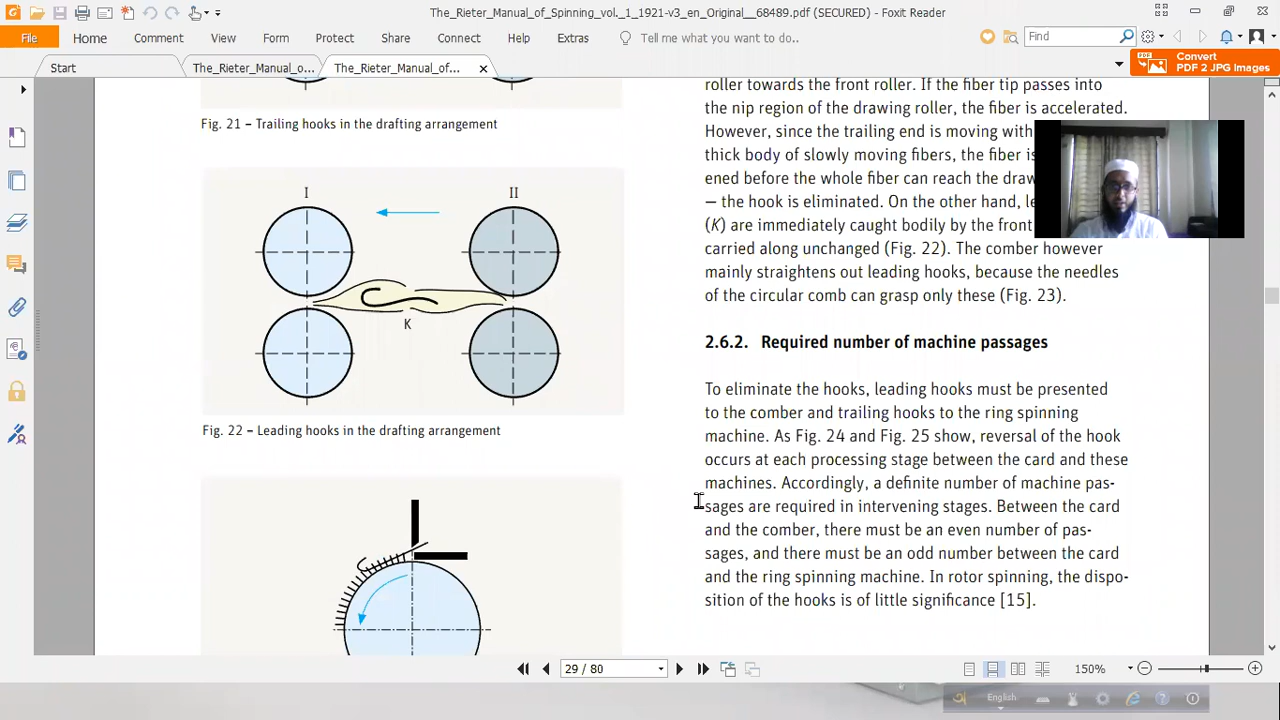 The_Rieter_Manual_of_Spinning_vol._1_1921-v3_en_Original__68489.pdf (SECURED) - Foxit Reader
File Home Comment View Form Protect Share Connect Help Extras Tell me what you want to do.. Find
Start The_Rieter_Manual_o... The_Rieter_Manual_of...
Convert
PDF 2 JPG Images
Fig. 21 – Trailing hooks in the drafting arrangement
I II
K
Fig. 22 – Leading hooks in the drafting arrangement
roller towards the front roller. If the fiber tip passes into
the nip region of the drawing roller, the fiber is accelerated.
However, since the trailing end is moving with
thick body of slowly moving fibers, the fiber is
ened before the whole fiber can reach the
— the hook is eliminated. On the other hand,
(K) are immediately caught bodily by the front
carried along unchanged (Fig. 22). The comber however
mainly straightens out leading hooks, because the needles
of the circular comb can grasp only these (Fig. 23).
2.6.2. Required number of machine passages
To eliminate the hooks, leading hooks must be presented
to the comber and trailing hooks to the ring spinning
machine. As Fig. 24 and Fig. 25 show, reversal of the hook
occurs at each processing stage between the card and these
machines. Accordingly, a definite number of machine pas-
sages are required in intervening stages. Between the card
and the comber, there must be an even number of pas-
sages, and there must be an odd number between the card
and the ring spinning machine. In rotor spinning, the dispo-
sition of the hooks is of little significance [15].
29 / 80
150%
English